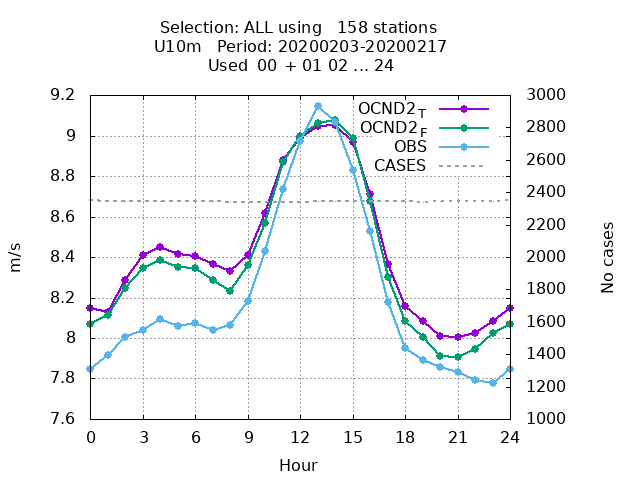 Selection: ALL using   158 stations
U10m   Period: 20200203-20200217
Used  00 + 01 02 ... 24
9.2
9
8.8
8.6
8.4
8.2
8
7.8
7.6
m/s
OCND2T
OCND2F
OBS
CASES
3000
2800
2600
2400
2200
2000
1800
1600
1400
1200
1000
No cases
0 3 6 9 12 15 18 21 24
Hour